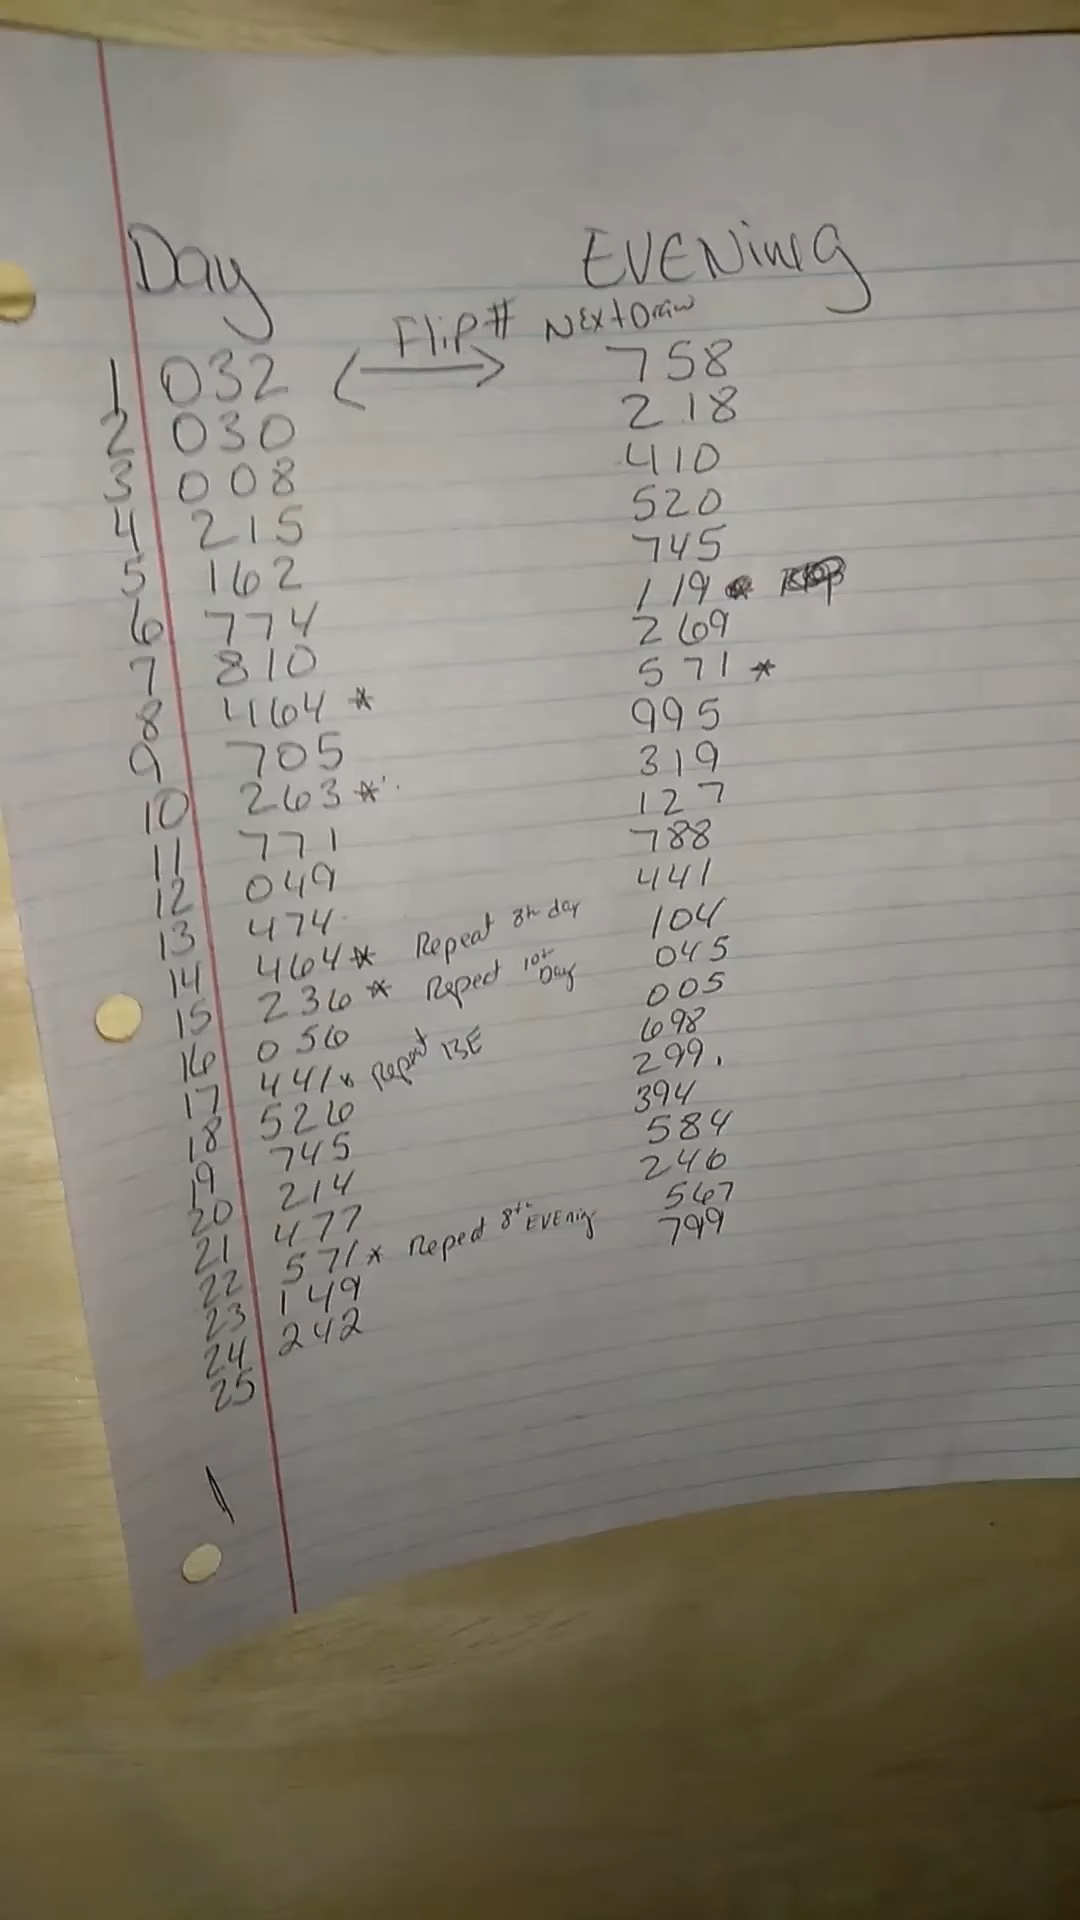 Day EVENiNg
Flip# NEXt Draw
1 032 758
2 030 218
3 008 410
4 215 520
5 162 745
6 774 119 *
7 810 269
8 464 * 571 *
9 705 995
10 263 * 319
11 771 127
12 049 788
13 474 441
14 464 * Repeat 8th day 104
15 236 * Repeat 10th Day 045
16 056 005
17 441 * Repeat 13E 698
18 526 299.
19 745 394
20 214 584
21 477 246
22 571 * Repeat 8th EVEning 567
23 149 799
24 242
25